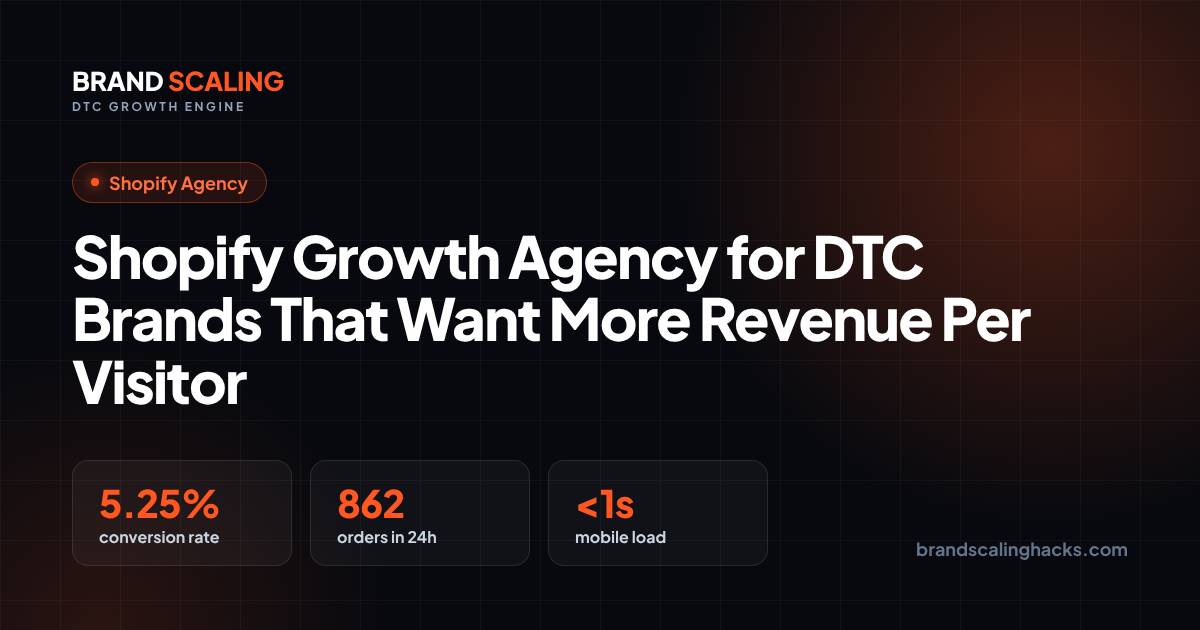 BRAND SCALING
DTC GROWTH ENGINE
Shopify Agency
Shopify Growth Agency for DTC
Brands That Want More Revenue Per
Visitor
5.25%
conversion rate
862
orders in 24h
<1s
mobile load
brandscalinghacks.com